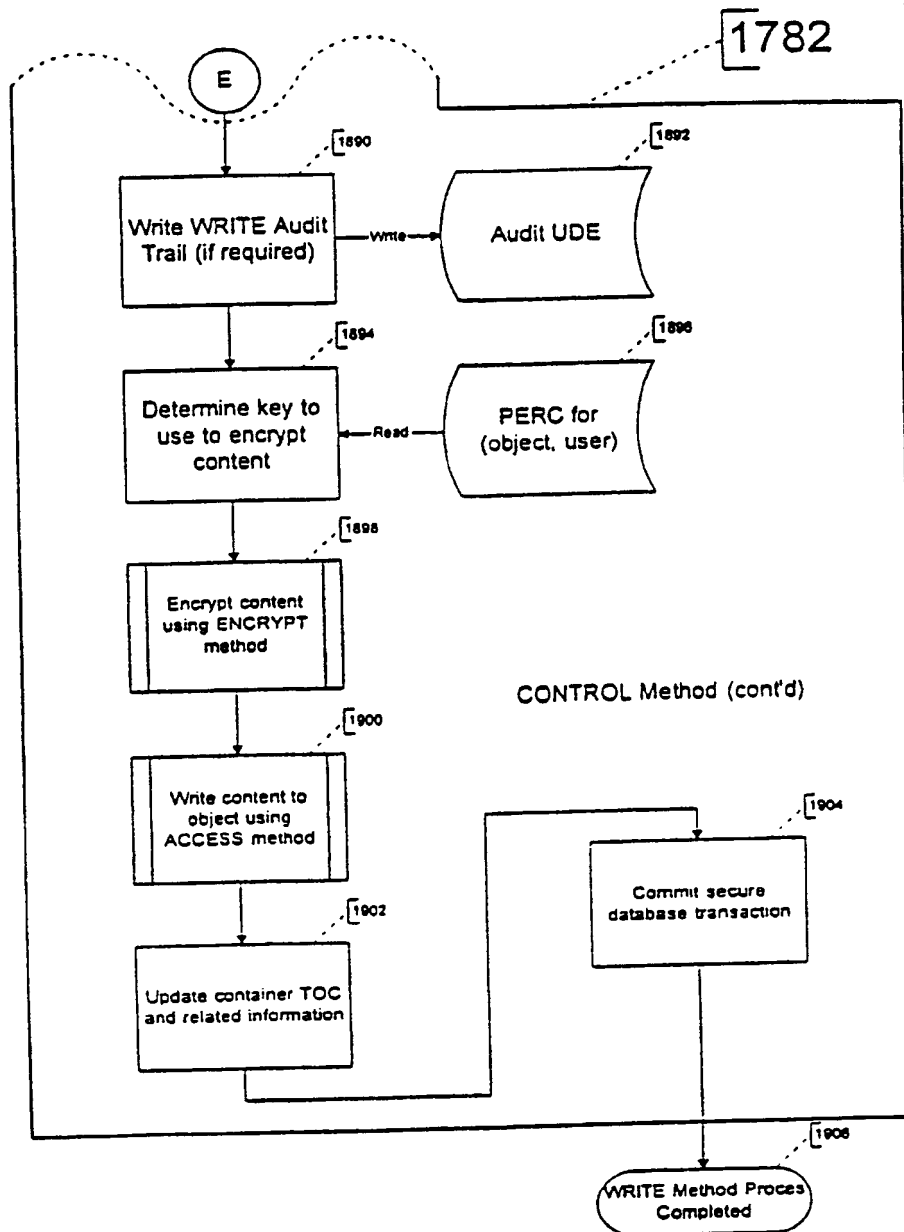 1782
E
1890
Write WRITE Audit
Trail (if required)
Write
1892
Audit UDE
1894
Determine key to
use to encrypt
content
Read
1896
PERC for
(object, user)
1898
Encrypt content
using ENCRYPT
method
CONTROL Method (cont'd)
1900
Write content to
object using
ACCESS method
1902
Update container TOC
and related information
1904
Commit secure
database transaction
1906
WRITE Method Proces
Completed